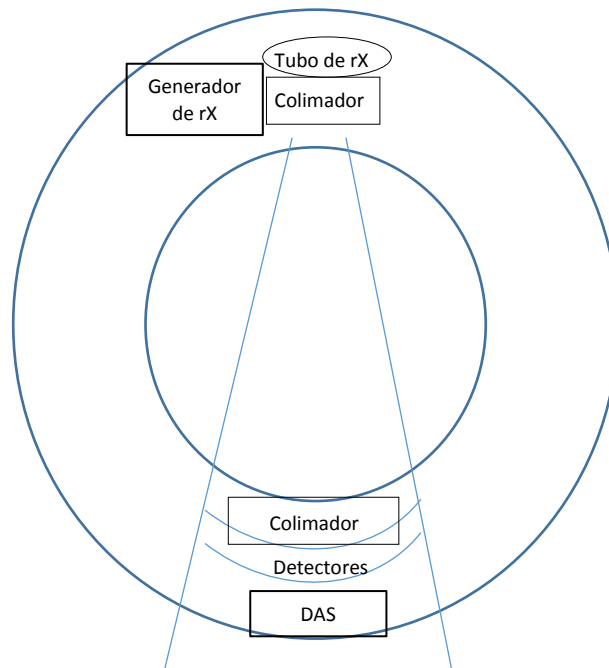 Tubo de rX
Generador
de rX
Colimador
Colimador
Detectores
DAS